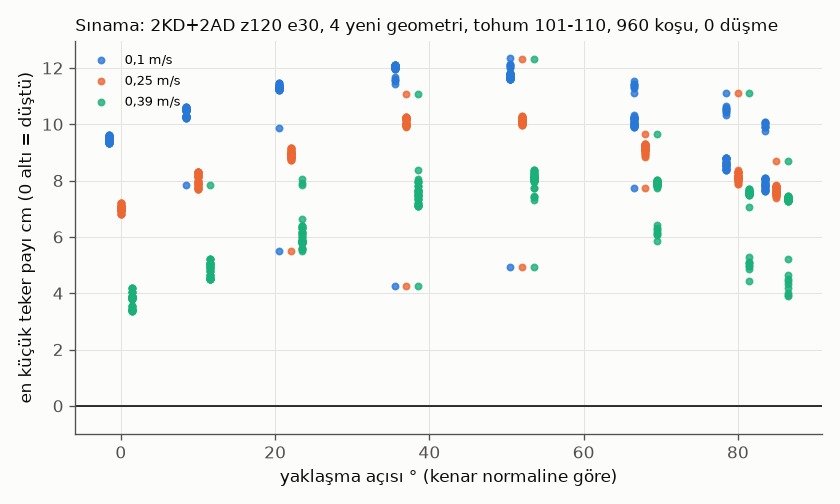 Sınama: 2KD+2AD z120 e30, 4 yeni geometri, tohum 101-110, 960 koşu, 0 düşme
en küçük teker payı cm (0 altı = düştü)
0,1 m/s
0,25 m/s
0,39 m/s
12
10
8
6
4
2
0
0 20 40 60 80
yaklaşma açısı ° (kenar normaline göre)